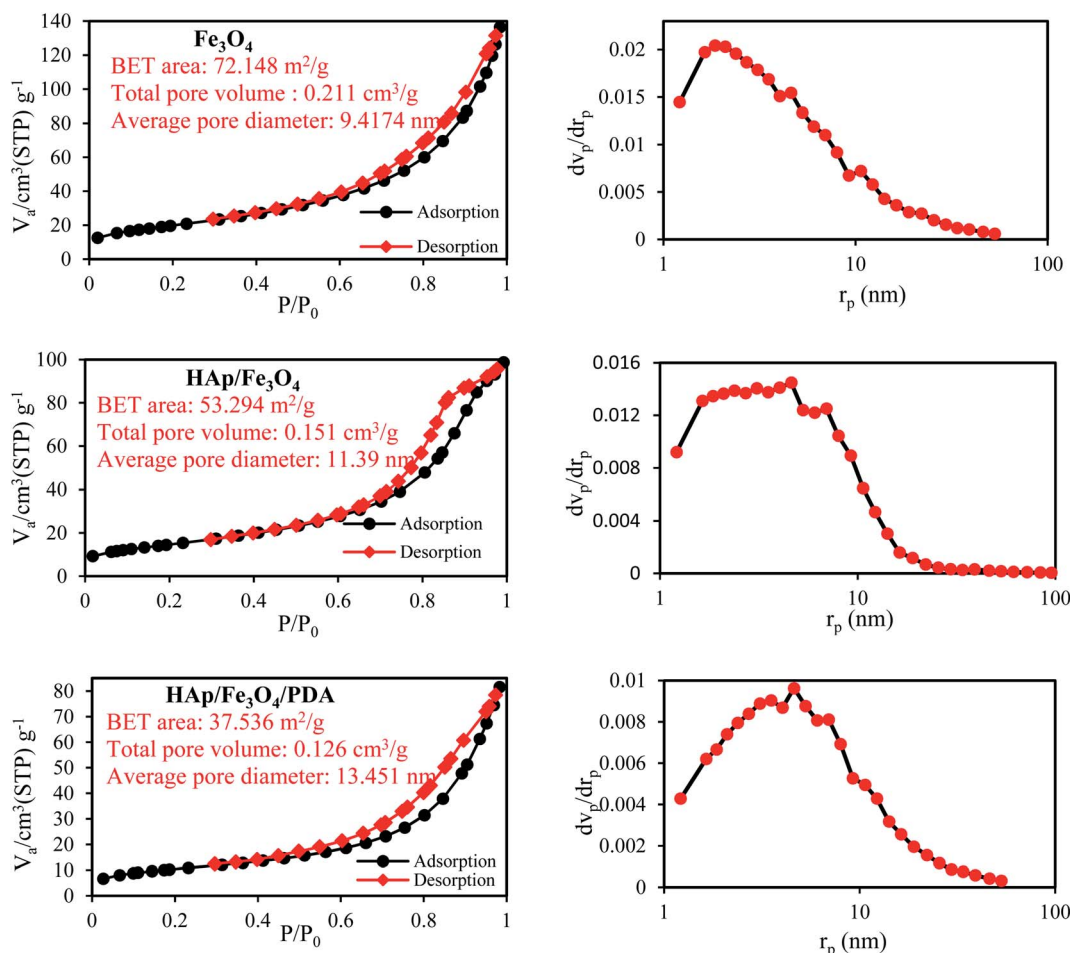 Fe₃O₄
BET area: 72.148 m²/g
Total pore volume : 0.211 cm³/g
Average pore diameter: 9.4174 nm
Vₐ/cm³(STP) g⁻¹
140
120
100
80
60
40
20
0
Adsorption
Desorption
0 0.2 0.4 0.6 0.8 1
P/P₀
dvₚ/drₚ
0.02
0.015
0.01
0.005
0
1 10 100
rₚ (nm)
HAp/Fe₃O₄
BET area: 53.294 m²/g
Total pore volume: 0.151 cm³/g
Average pore diameter: 11.39 nm
Vₐ/cm³(STP) g⁻¹
100
80
60
40
20
0
Adsorption
Desorption
0 0.2 0.4 0.6 0.8 1
P/P₀
dvₚ/drₚ
0.016
0.012
0.008
0.004
0
1 10 100
rₚ (nm)
HAp/Fe₃O₄/PDA
BET area: 37.536 m²/g
Total pore volume: 0.126 cm³/g
Average pore diameter: 13.451 nm
Vₐ/cm³(STP) g⁻¹
80
70
60
50
40
30
20
10
0
Adsorption
Desorption
0 0.2 0.4 0.6 0.8 1
P/P₀
dvₚ/drₚ
0.01
0.008
0.006
0.004
0.002
0
1 10 100
rₚ (nm)